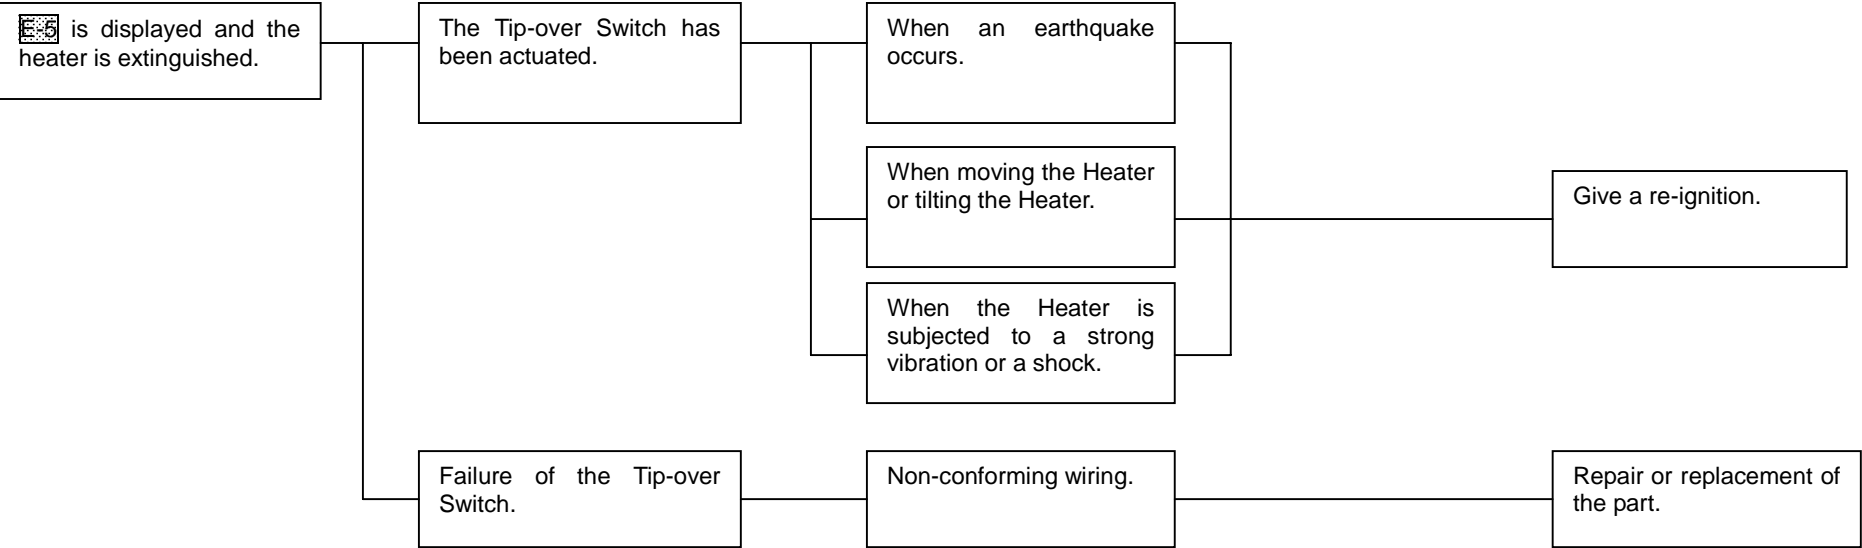 E-5 is displayed and the
heater is extinguished.
The Tip-over Switch has
been actuated.
When an earthquake
occurs.
When moving the Heater
or tilting the Heater.
Give a re-ignition.
When the Heater is
subjected to a strong
vibration or a shock.
Failure of the Tip-over
Switch.
Non-conforming wiring.
Repair or replacement of
the part.